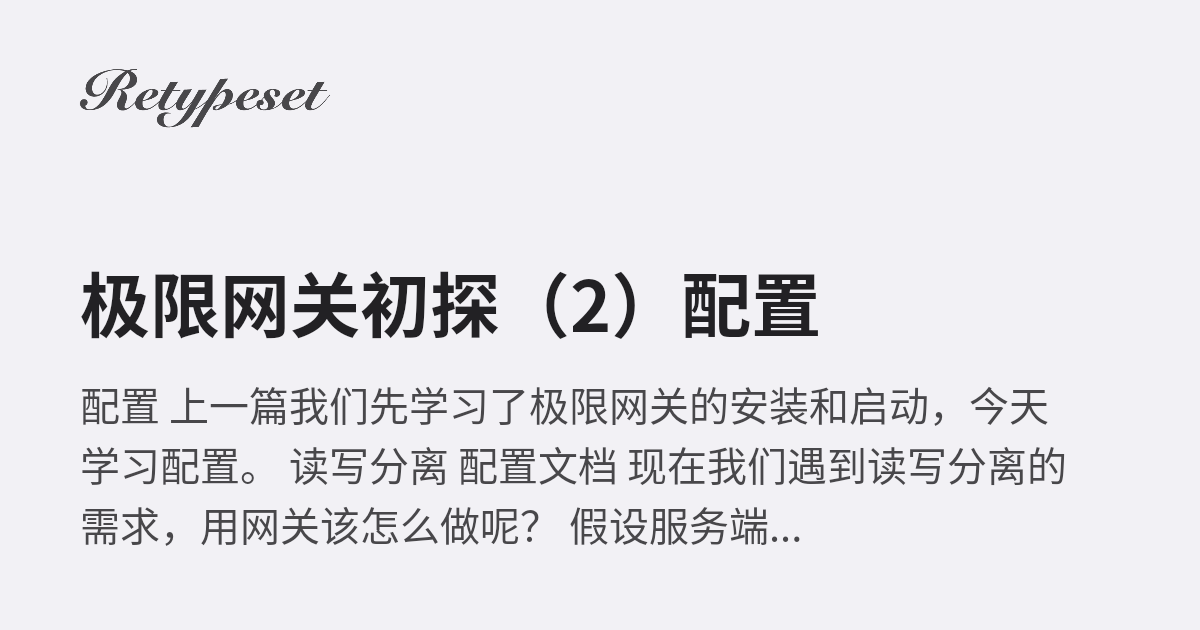 Retypeset
极限网关初探（2）配置
配置 上一篇我们先学习了极限网关的安装和启动，今天
学习配置。 读写分离 配置文档 现在我们遇到读写分离的
需求，用网关该怎么做呢？ 假设服务端...